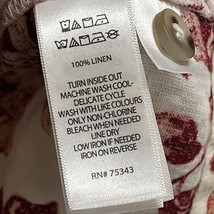 100% LINEN
TURN INSIDE OUT
MACHINE WASH COOL-
DELICATE CYCLE
WASH WITH LIKE COLOURS
ONLY NON-CHLORINE
BLEACH WHEN NEEDED
LINE DRY
LOW IRON IF NEEDED
IRON ON REVERSE
RN# 75343